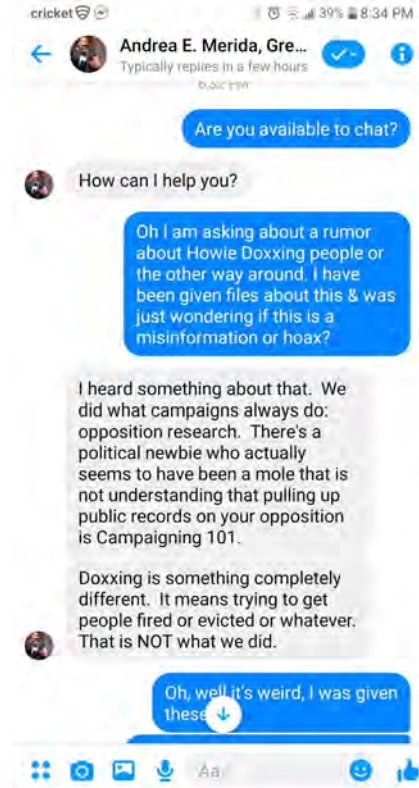 cricket 39% 8:34 PM
Andrea E. Merida, Gre...
Typically replies in a few hours
Are you available to chat?
How can I help you?
Oh I am asking about a rumor
about Howie Doxxing people or
the other way around. i have
been given files about this & was
just wondering if this is a
misinformation or hoax?
I heard something about that. We
did what campaigns always do:
opposition research. There's a
political newbie who actually
seems to have been a mole that is
not understanding that pulling up
public records on your opposition
is Campaigning 101.
Doxxing is something completely
different. It means trying to get
people fired or evicted or whatever.
That is NOT what we did.
Oh, well it's weird, I was given
these
Aa